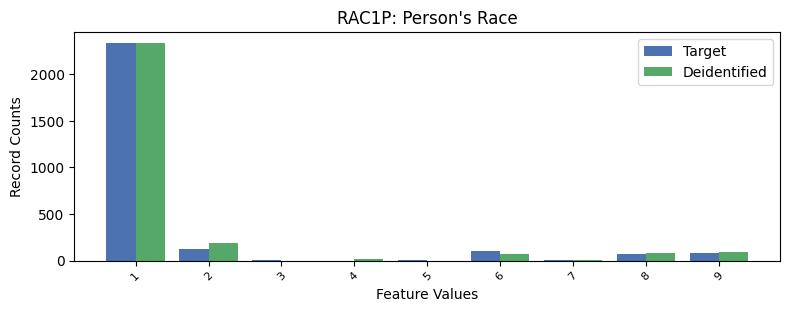 RAC1P: Person's Race
Target
Deidentified
Record Counts
2000
1500
1000
500
0
1 2 3 4 5 6 7 8 9
Feature Values